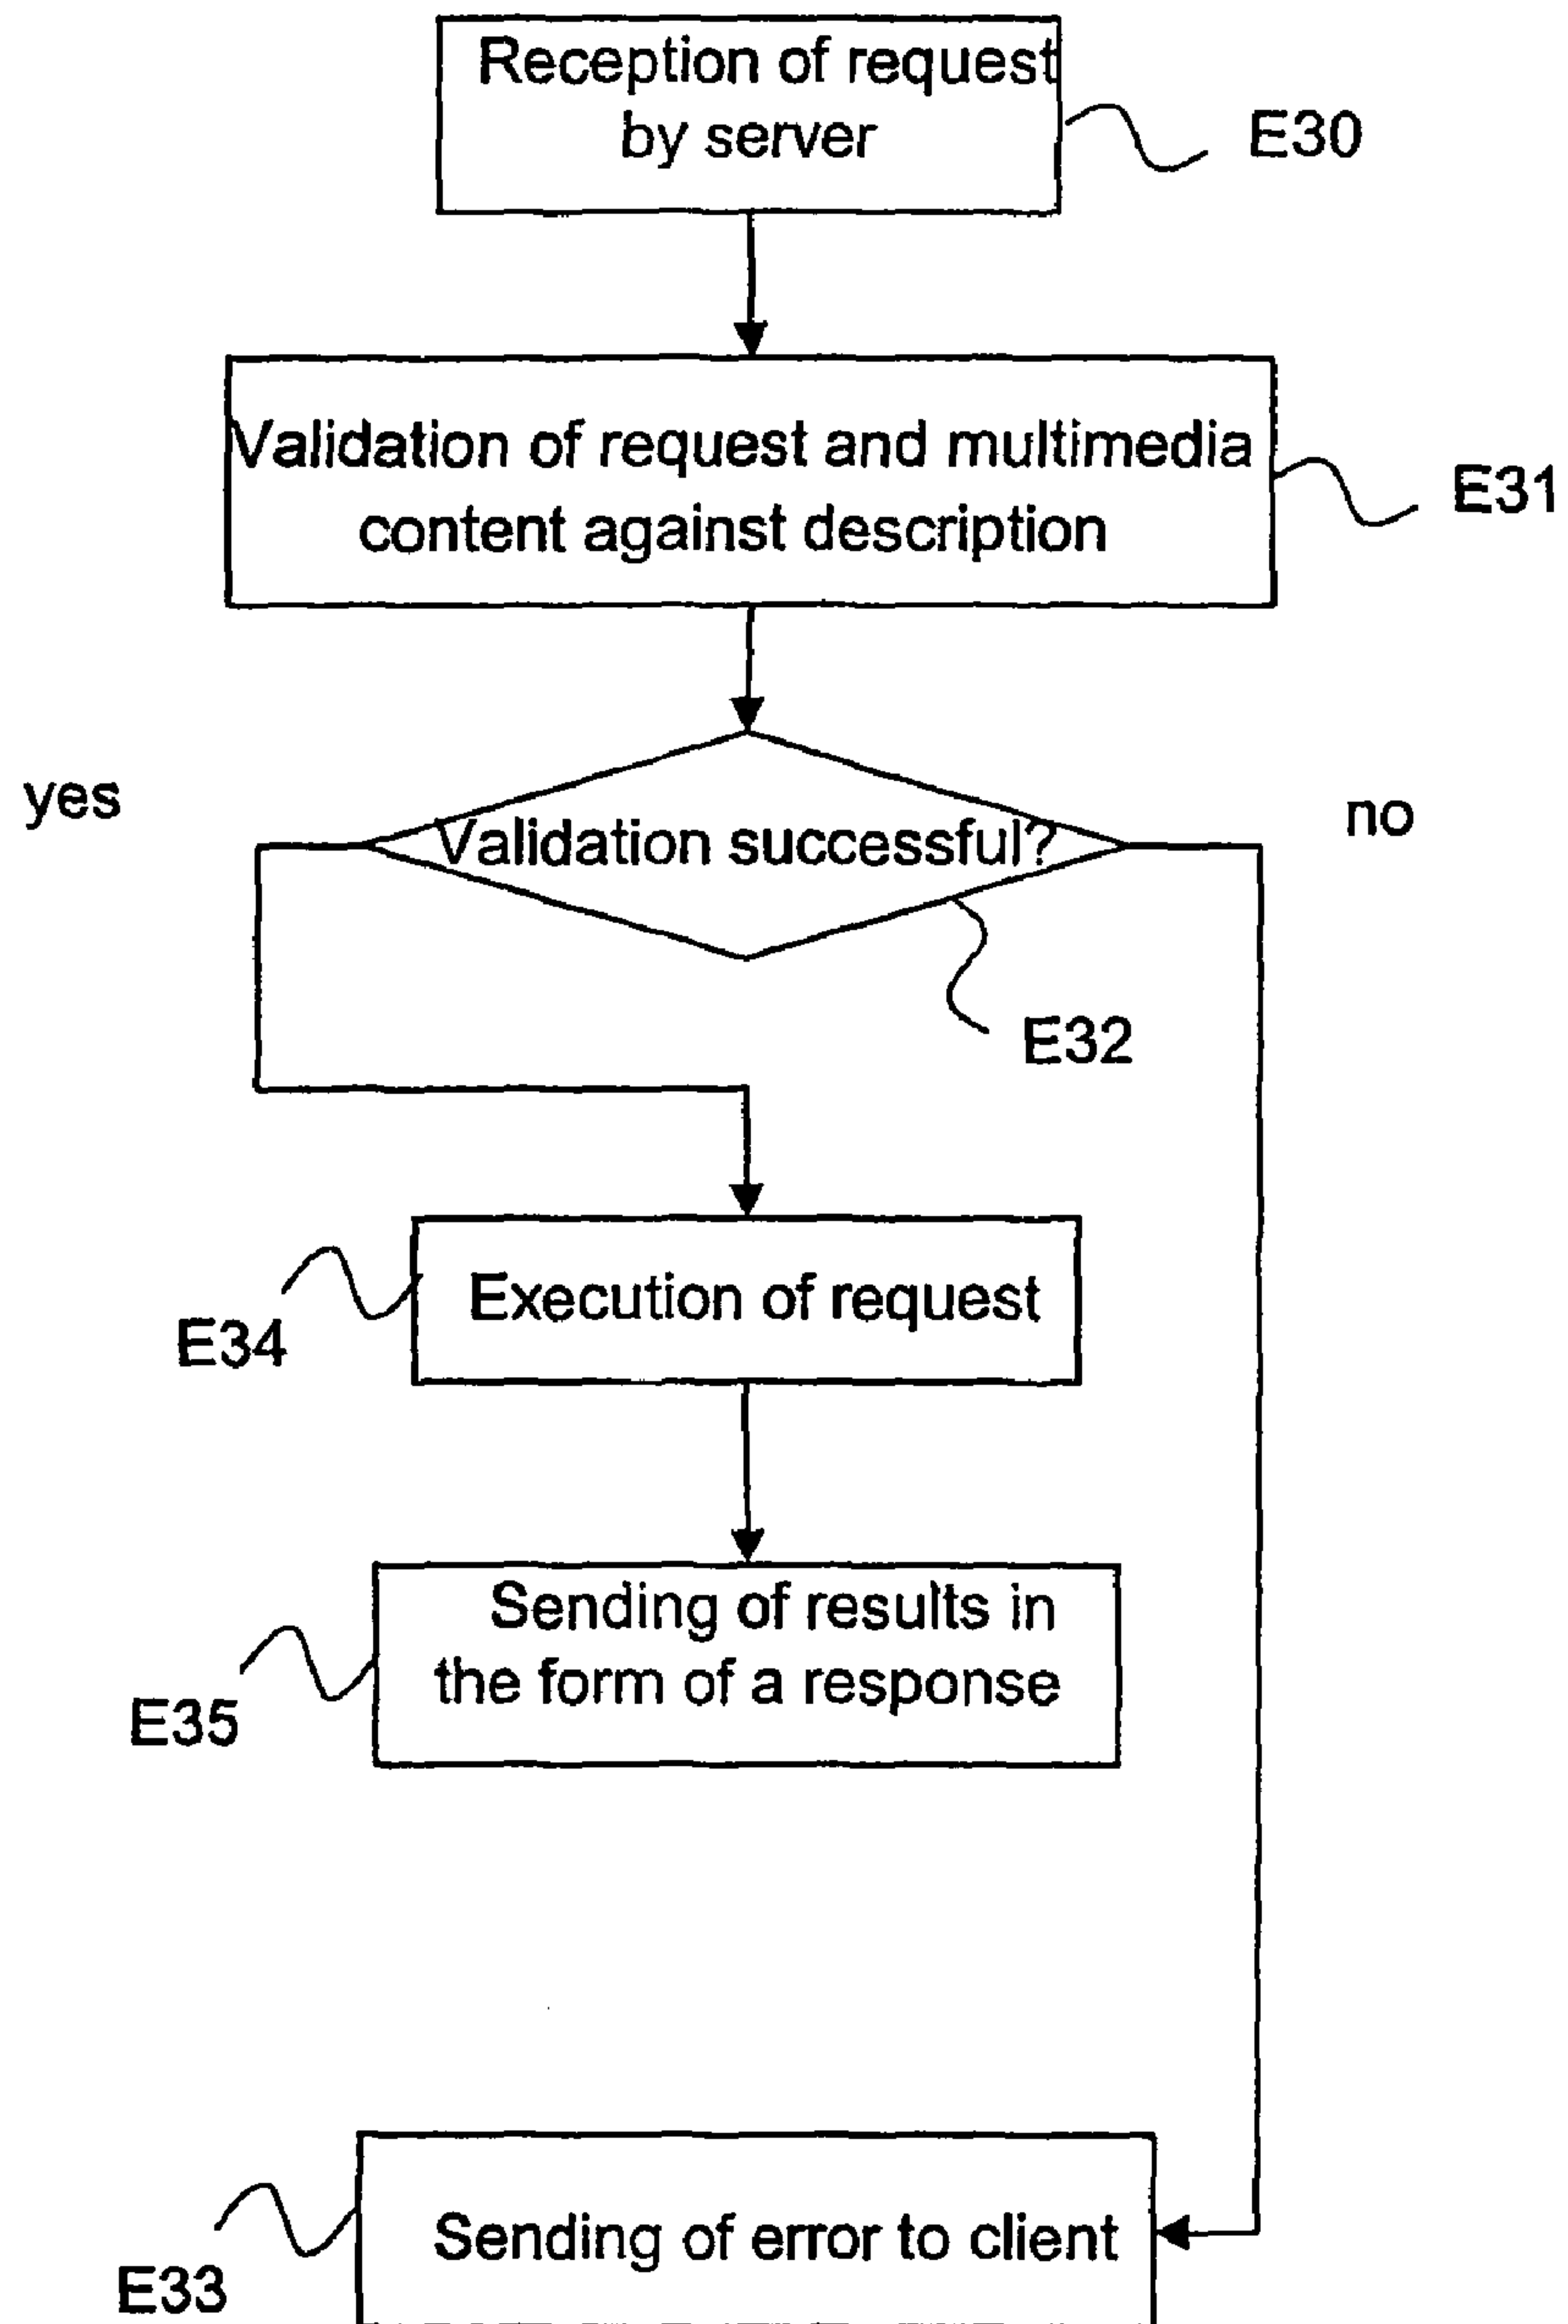 Reception of request
by server
E30
Validation of request and multimedia
content against description
E31
yes
no
Validation successful?
E32
Execution of request
E34
Sending of results in
the form of a response
E35
Sending of error to client
E33